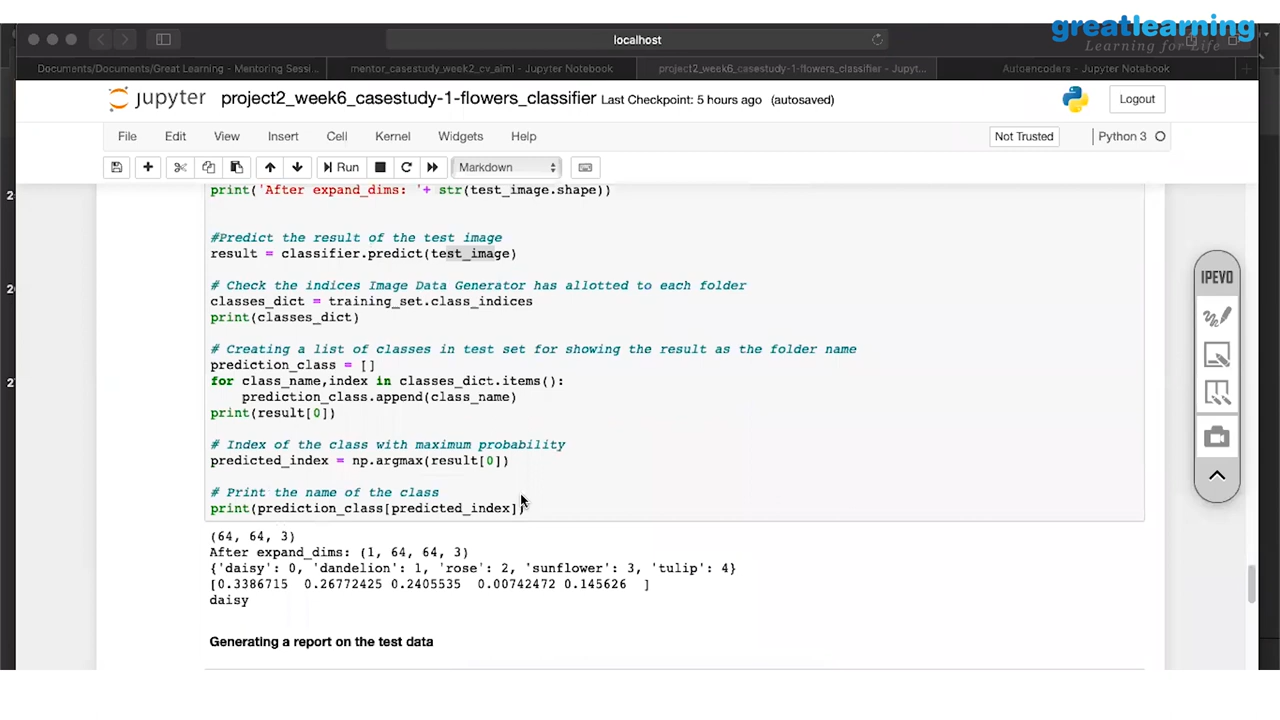 greatlearning
Learning for Life
localhost
Documents/Documents/Great Learning - Mentoring Sessi...
mentor_casestudy_week2_cv_aiml - Jupyter Notebook
project2_week6_casestudy-1-flowers_classifier - Jupyt...
Autoencoders - Jupyter Notebook
jupyter project2_week6_casestudy-1-flowers_classifier Last Checkpoint: 5 hours ago (autosaved)
Logout
File Edit View Insert Cell Kernel Widgets Help
Not Trusted
Python 3
Run
Markdown
print('After expand_dims: '+ str(test_image.shape))
#Predict the result of the test image
result = classifier.predict(test_image)
# Check the indices Image Data Generator has allotted to each folder
classes_dict = training_set.class_indices
print(classes_dict)
# Creating a list of classes in test set for showing the result as the folder name
prediction_class = []
for class_name,index in classes_dict.items():
    prediction_class.append(class_name)
print(result[0])
# Index of the class with maximum probability
predicted_index = np.argmax(result[0])
# Print the name of the class
print(prediction_class[predicted_index])
(64, 64, 3)
After expand_dims: (1, 64, 64, 3)
{'daisy': 0, 'dandelion': 1, 'rose': 2, 'sunflower': 3, 'tulip': 4}
[0.3386715  0.26772425 0.2405535  0.00742472 0.145626  ]
daisy
Generating a report on the test data
IPEVO